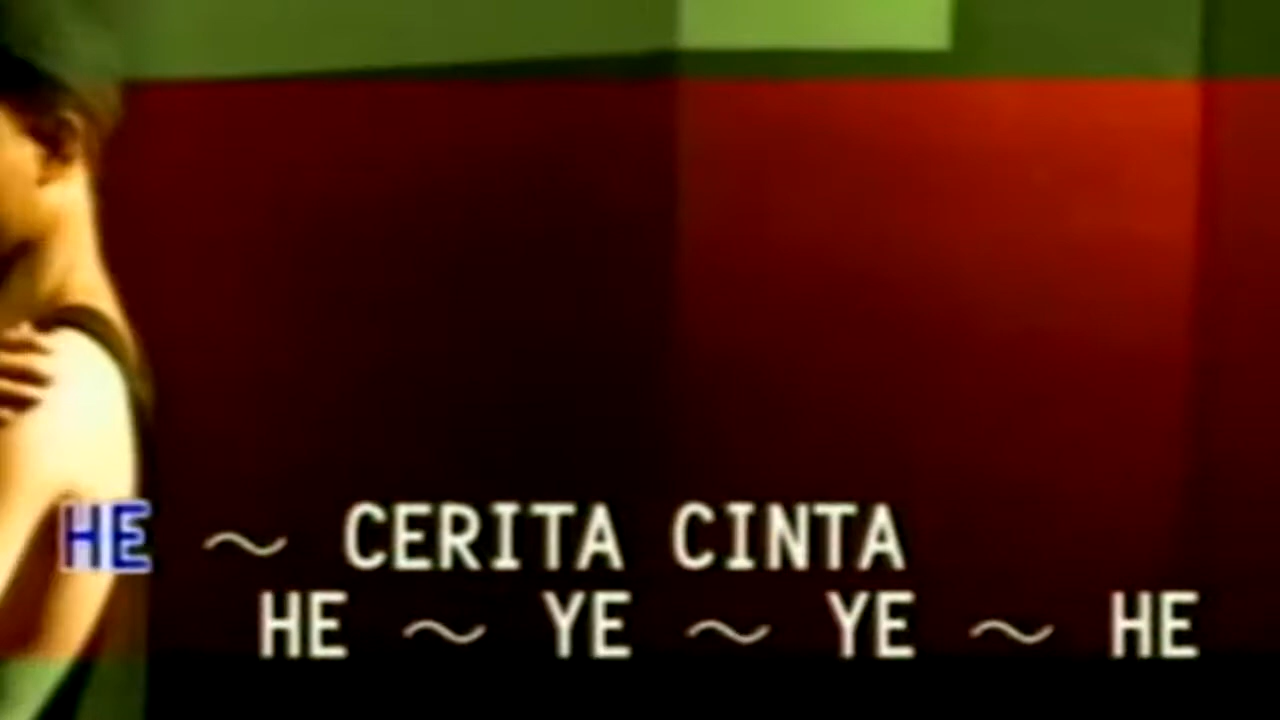 HE ~ CERITA CINTA
HE ~ YE ~ YE ~ HE